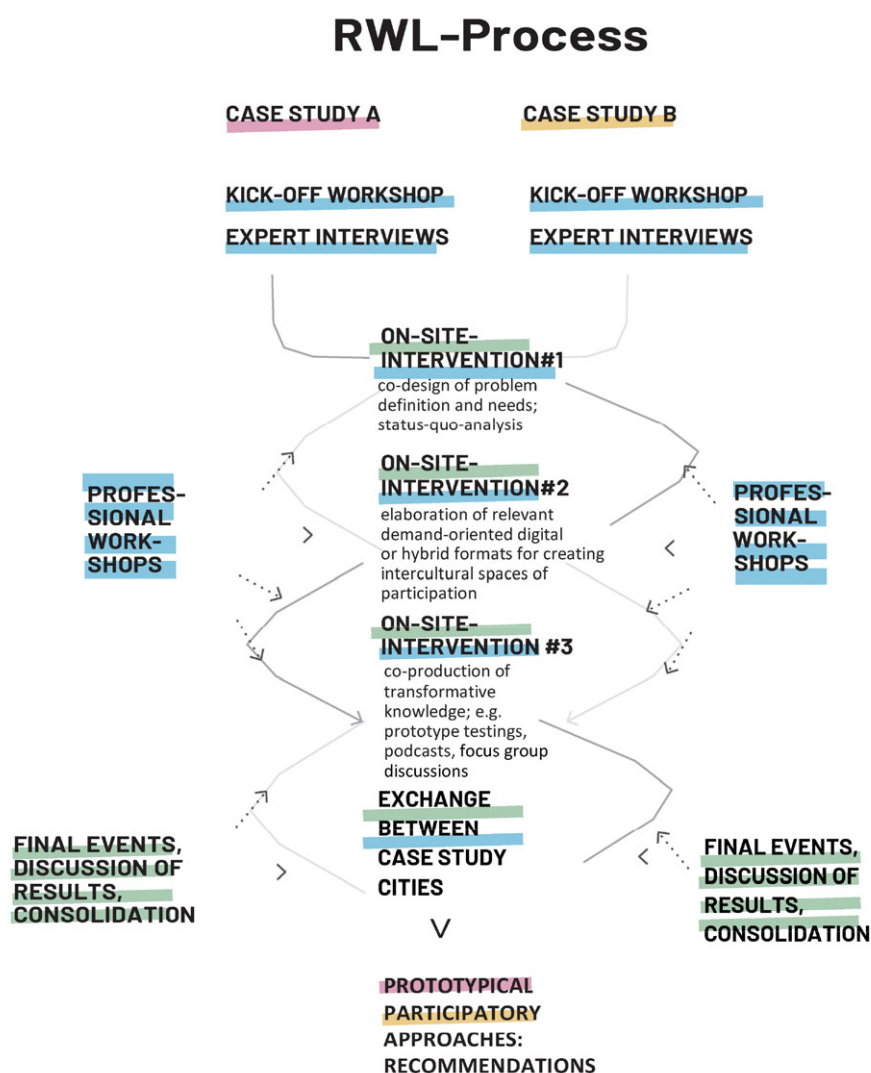 RWL-Process
CASE STUDY A
CASE STUDY B
KICK-OFF WORKSHOP
EXPERT INTERVIEWS
KICK-OFF WORKSHOP
EXPERT INTERVIEWS
ON-SITE-
INTERVENTION#1
co-design of problem
definition and needs;
status-quo-analysis
PROFES-
SIONAL
WORK-
SHOPS
ON-SITE-
INTERVENTION#2
elaboration of relevant
demand-oriented digital
or hybrid formats for creating
intercultural spaces of
participation
PROFES-
SIONAL
WORK-
SHOPS
ON-SITE-
INTERVENTION #3
co-production of
transformative
knowledge; e.g.
prototype testings,
podcasts, focus group
discussions
FINAL EVENTS,
DISCUSSION OF
RESULTS,
CONSOLIDATION
EXCHANGE
BETWEEN
CASE STUDY
CITIES
FINAL EVENTS,
DISCUSSION OF
RESULTS,
CONSOLIDATION
PROTOTYPICAL
PARTICIPATORY
APPROACHES:
RECOMMENDATIONS